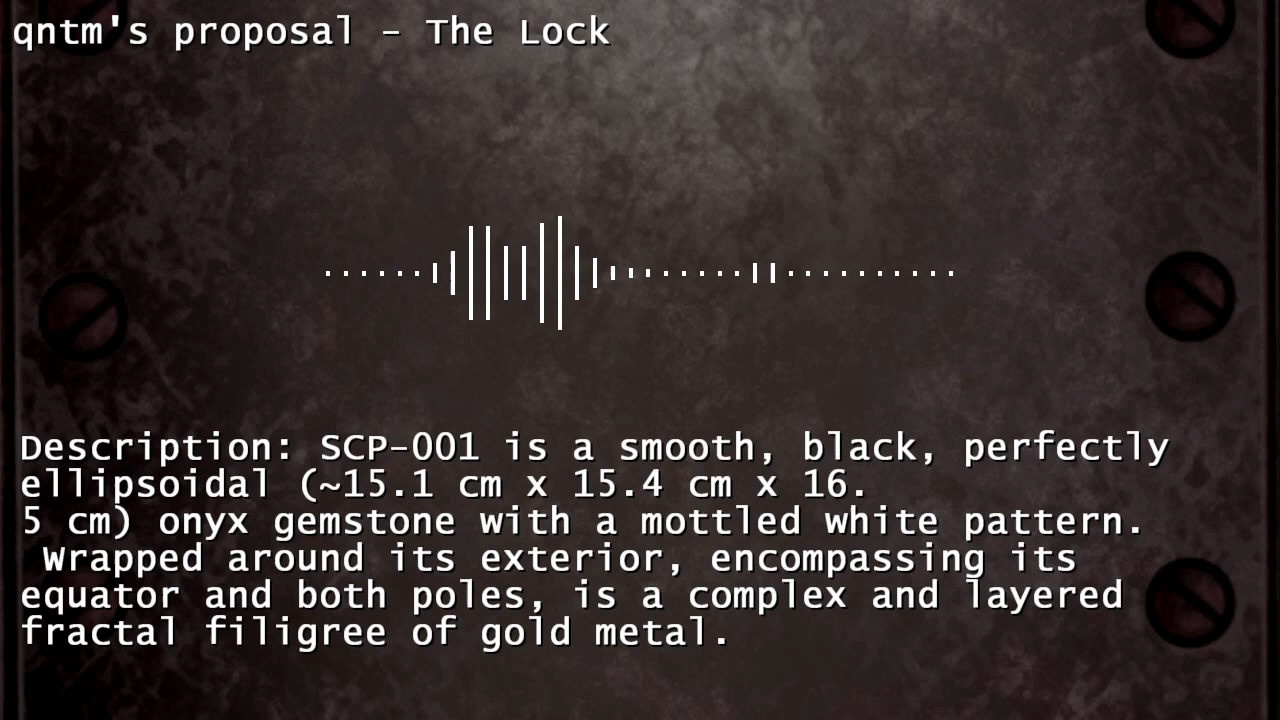 qntm's proposal - The Lock
Description: SCP-001 is a smooth, black, perfectly
ellipsoidal (~15.1 cm x 15.4 cm x 16.
5 cm) onyx gemstone with a mottled white pattern.
Wrapped around its exterior, encompassing its
equator and both poles, is a complex and layered
fractal filigree of gold metal.